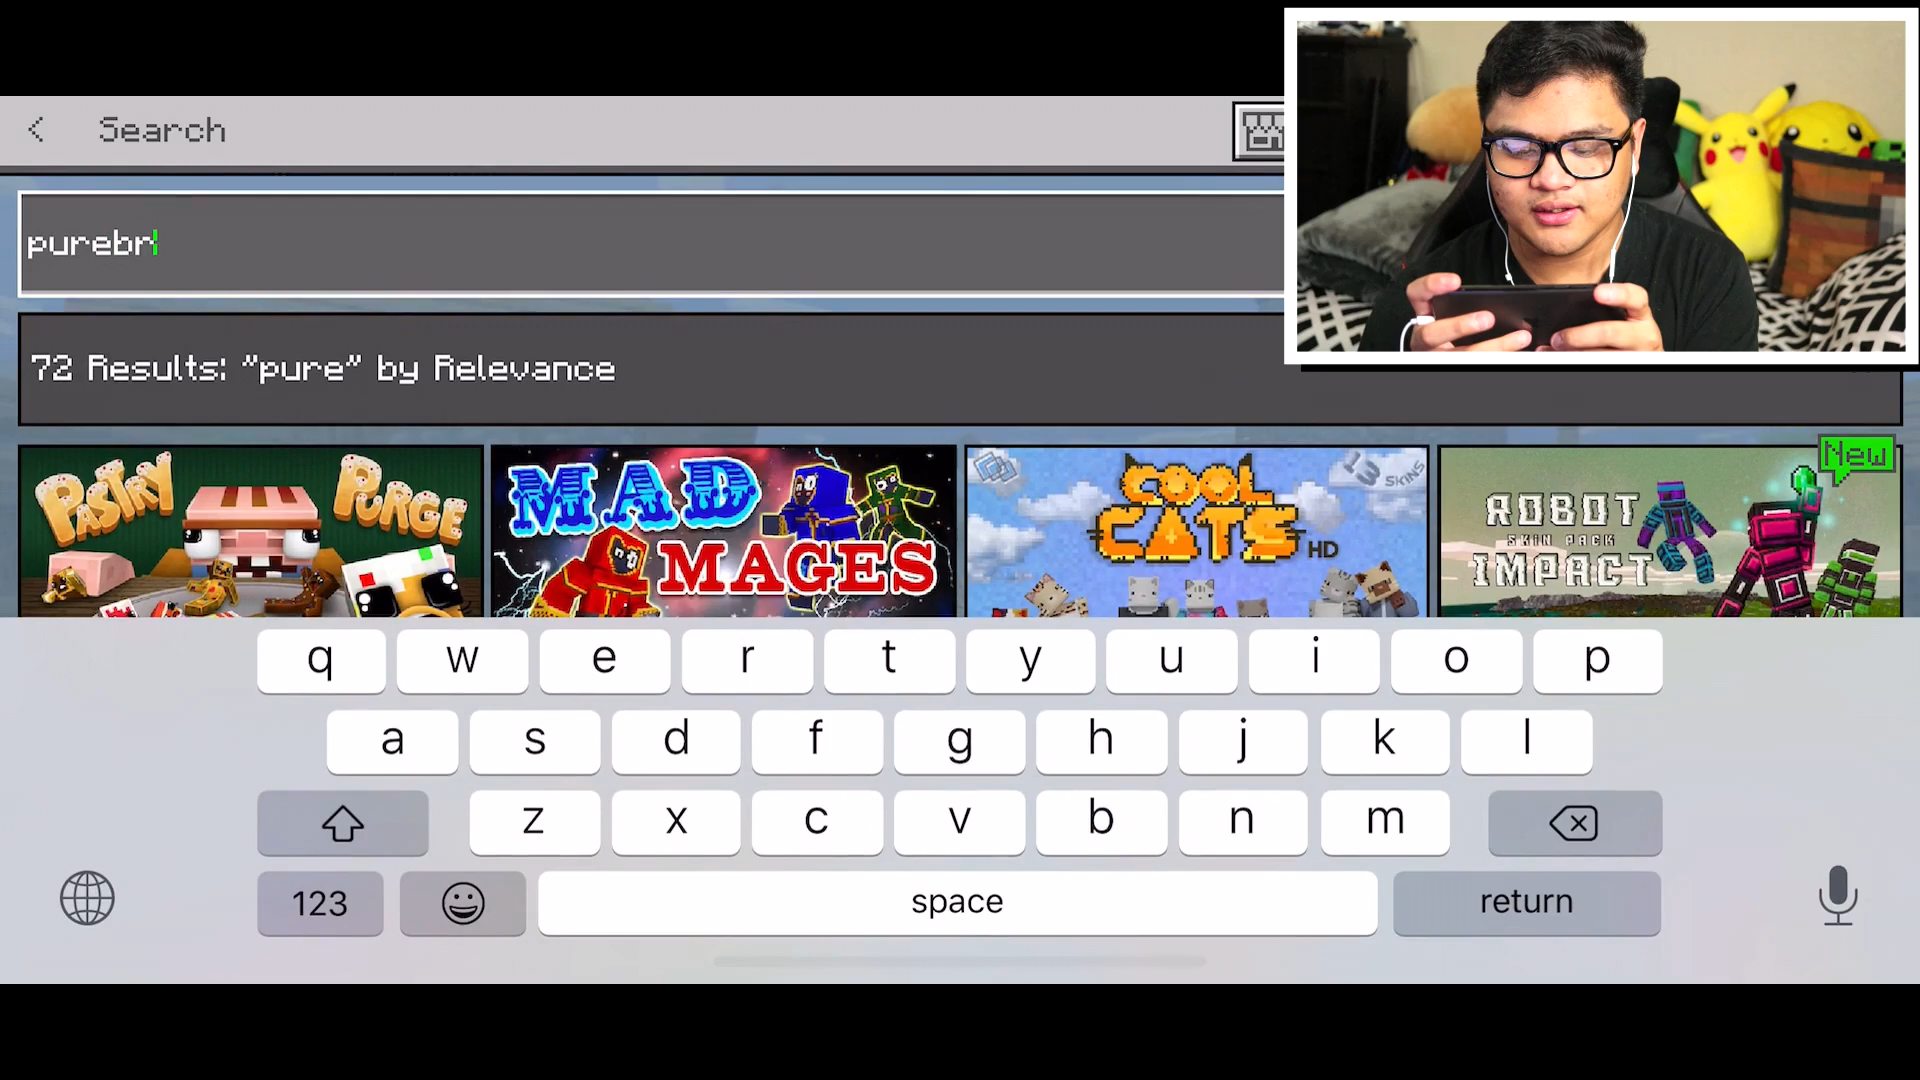 Search
purebr
72 Results: "pure" by Relevance
New
PASTRY PURGE
MAD
MAGES
COOL
CATS HD
13 SKINS
ROBOT
SKIN PACK
IMPACT
q w e r t y u i o p
a s d f g h j k l
z x c v b n m
123 space return